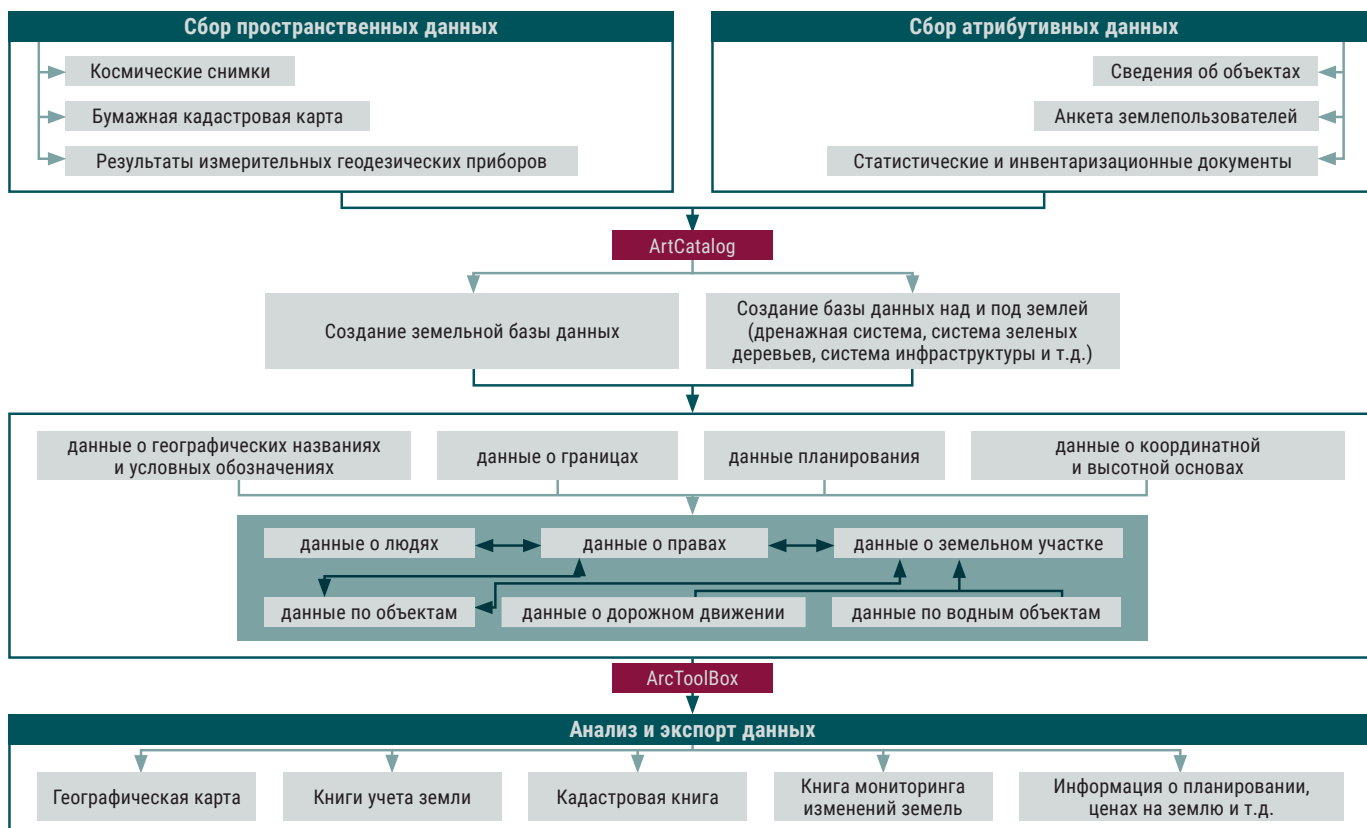 Сбор пространственных данных
Космические снимки
Бумажная кадастровая карта
Результаты измерительных геодезических приборов
Сбор атрибутивных данных
Сведения об объектах
Анкета землепользователей
Статистические и инвентаризационные документы
ArtCatalog
Создание земельной базы данных
Создание базы данных над и под землей
(дренажная система, система зеленых
деревьев, система инфраструктуры и т.д.)
данные о географических названиях
и условных обозначениях
данные о границах
данные планирования
данные о координатной
и высотной основах
данные о людях
данные о правах
данные о земельном участке
данные по объектам
данные о дорожном движении
данные по водным объектам
ArcToolBox
Анализ и экспорт данных
Географическая карта
Книги учета земли
Кадастровая книга
Книга мониторинга
изменений земель
Информация о планировании,
ценах на землю и т.д.